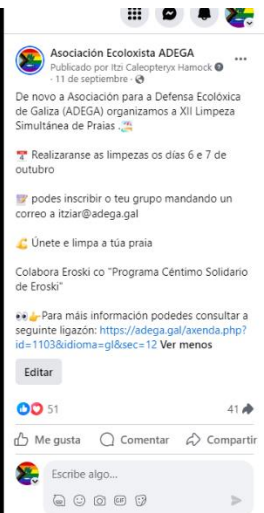 Asociación Ecoloxista ADEGA
Publicado por Itzi Caleopteryx Hamock
· 11 de septiembre ·
De novo a Asociación para a Defensa Ecolóxica
de Galiza (ADEGA) organizamos a XII Limpeza
Simultánea de Praias .
Realizaranse as limpezas os días 6 e 7 de
outubro
podes inscribir o teu grupo mandando un
correo a itziar@adega.gal
Únete e limpa a túa praia
Colabora Eroski co "Programa Céntimo Solidario
de Eroski"
Para máis información podedes consultar a
seguinte ligazón: https://adega.gal/axenda.php?
id=1103&idioma=gl&sec=12 Ver menos
Editar
51
41
Me gusta Comentar Compartir
Escribe algo...
GIF